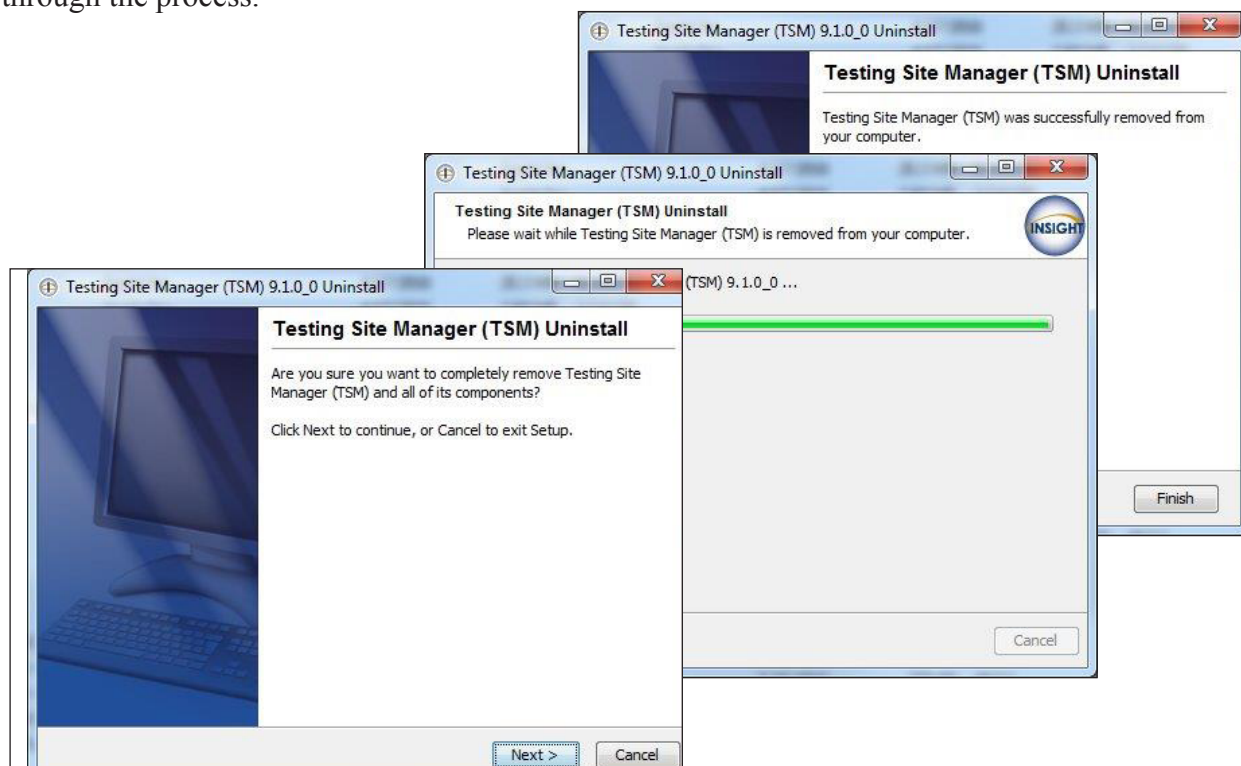 through the process.
Testing Site Manager (TSM) 9.1.0_0 Uninstall
Testing Site Manager (TSM) Uninstall
Testing Site Manager (TSM) was successfully removed from
your computer.
Finish
Testing Site Manager (TSM) 9.1.0_0 Uninstall
Testing Site Manager (TSM) Uninstall
Please wait while Testing Site Manager (TSM) is removed from your computer.
INSIGHT
(TSM) 9.1.0_0 ...
Cancel
Testing Site Manager (TSM) 9.1.0_0 Uninstall
Testing Site Manager (TSM) Uninstall
Are you sure you want to completely remove Testing Site
Manager (TSM) and all of its components?
Click Next to continue, or Cancel to exit Setup.
Next >
Cancel